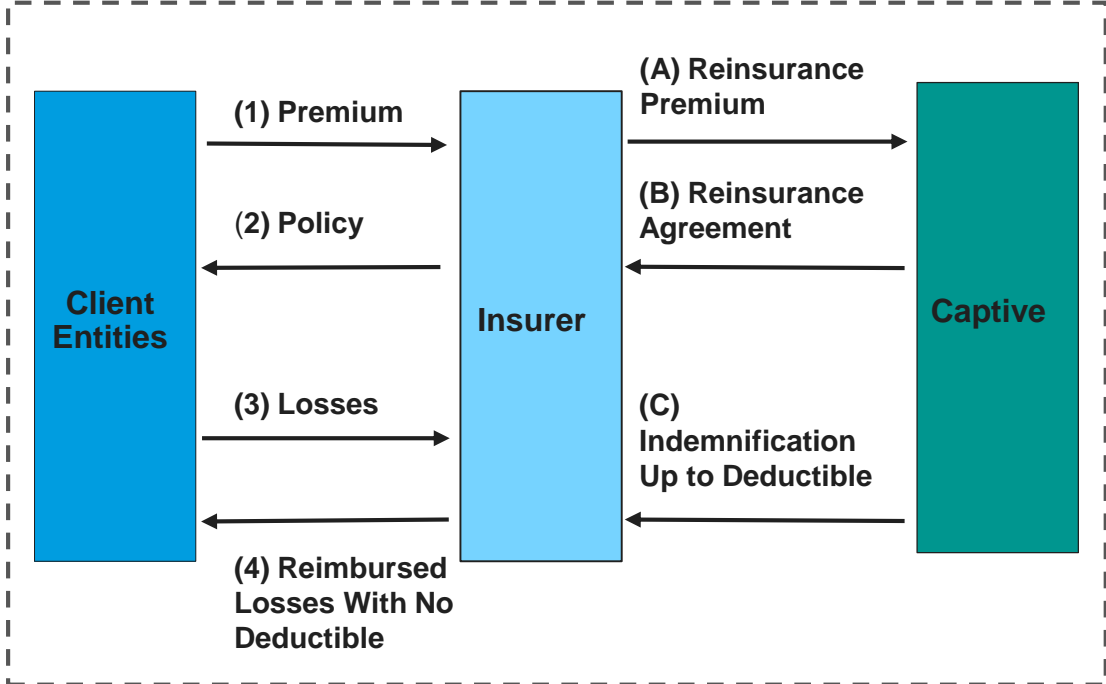 (1) Premium
(2) Policy
Client
Entities
(3) Losses
(4) Reimbursed
Losses With No
Deductible
Insurer
(A) Reinsurance
Premium
(B) Reinsurance
Agreement
(C)
Indemnification
Up to Deductible
Captive